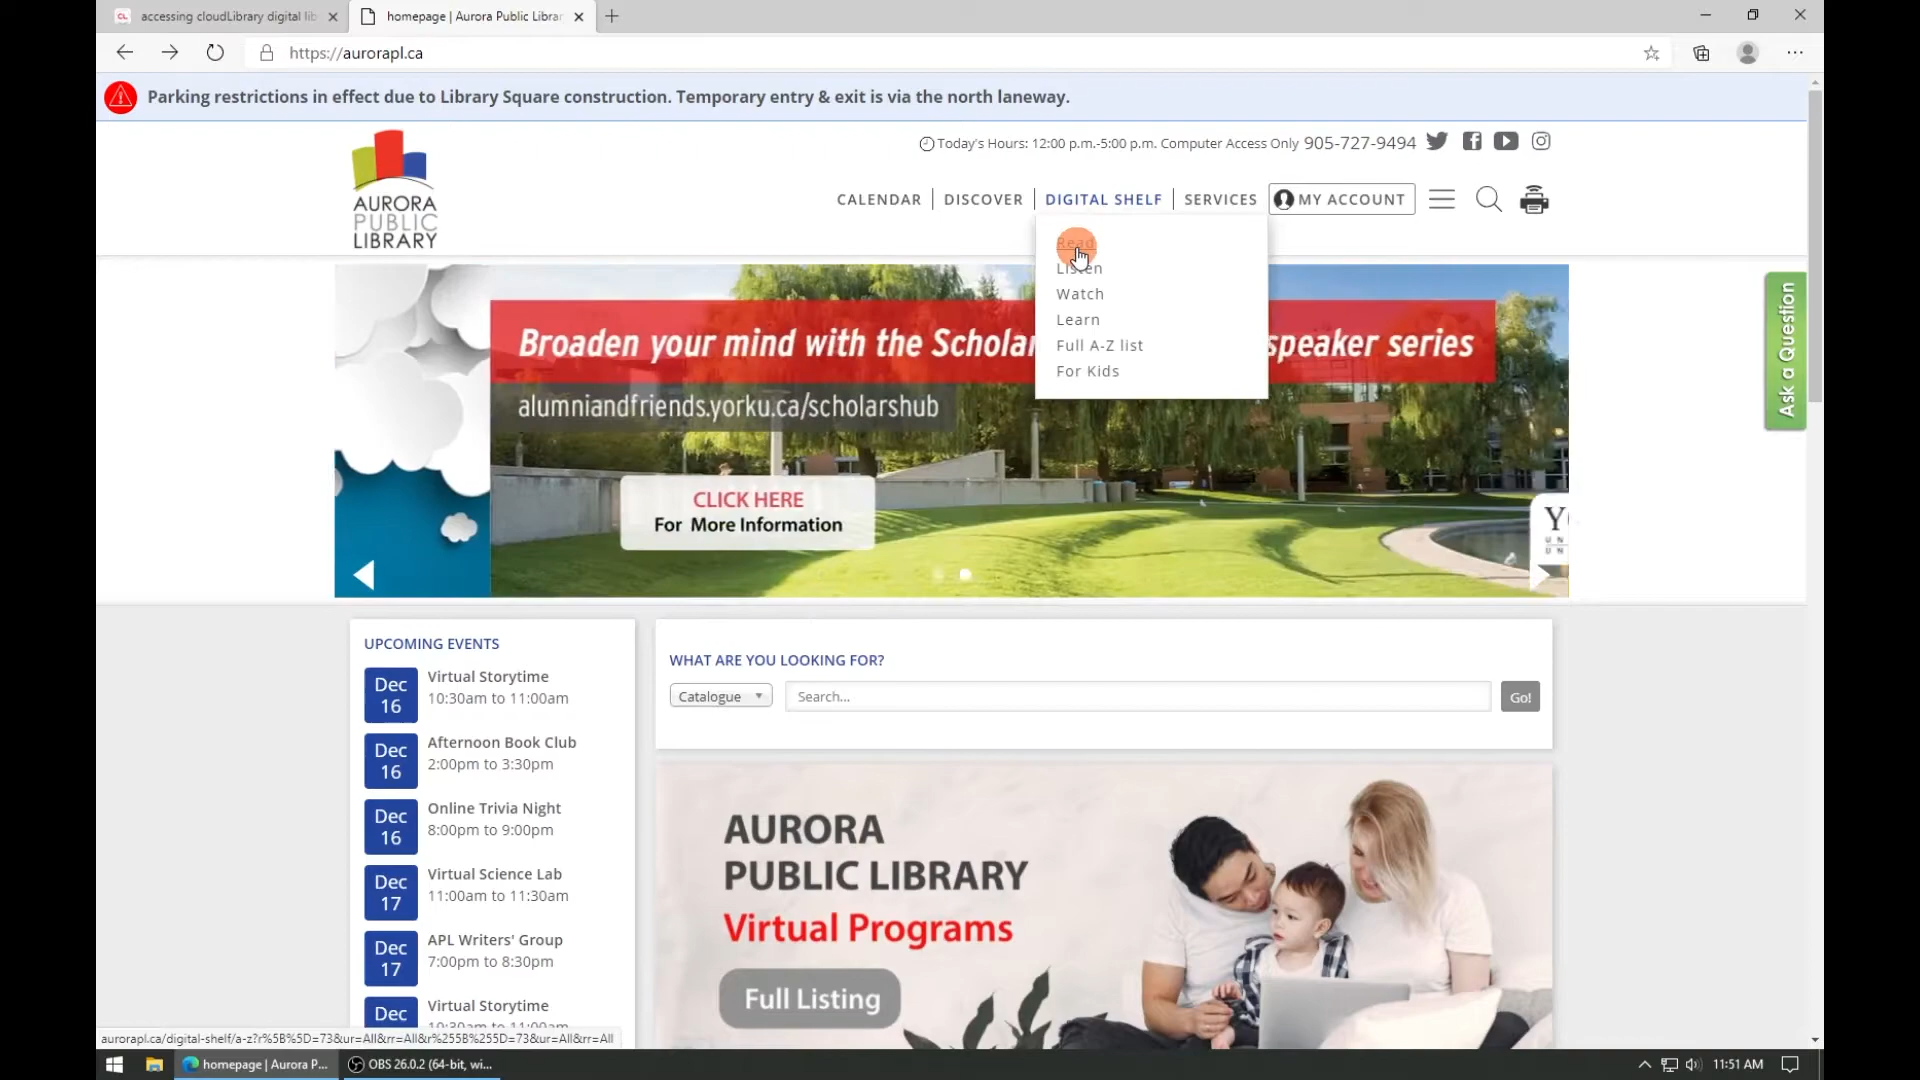 accessing cloudLibrary digital lib
homepage | Aurora Public Librar
https://aurorapl.ca
Parking restrictions in effect due to Library Square construction. Temporary entry & exit is via the north laneway.
Today's Hours: 12:00 p.m.-5:00 p.m. Computer Access Only 905-727-9494
AURORA
PUBLIC
LIBRARY
CALENDAR DISCOVER DIGITAL SHELF SERVICES MY ACCOUNT
Read
Listen
Watch
Learn
Full A-Z list
For Kids
Broaden your mind with the Scholar speaker series
alumniandfriends.yorku.ca/scholarshub
CLICK HERE
For More Information
Ask a Question
UPCOMING EVENTS
Dec
16
Virtual Storytime
10:30am to 11:00am
Dec
16
Afternoon Book Club
2:00pm to 3:30pm
Dec
16
Online Trivia Night
8:00pm to 9:00pm
Dec
17
Virtual Science Lab
11:00am to 11:30am
Dec
17
APL Writers' Group
7:00pm to 8:30pm
Dec
Virtual Storytime
10:30am to 11:00am
WHAT ARE YOU LOOKING FOR?
Catalogue Search... Go!
AURORA
PUBLIC LIBRARY
Virtual Programs
Full Listing
aurorapl.ca/digital-shelf/a-z?r%5B%5D=73&ur=All&rr=All&r%255B%255D=73&ur=All&rr=All
homepage | Aurora P... OBS 26.0.2 (64-bit, wi... 11:51 AM